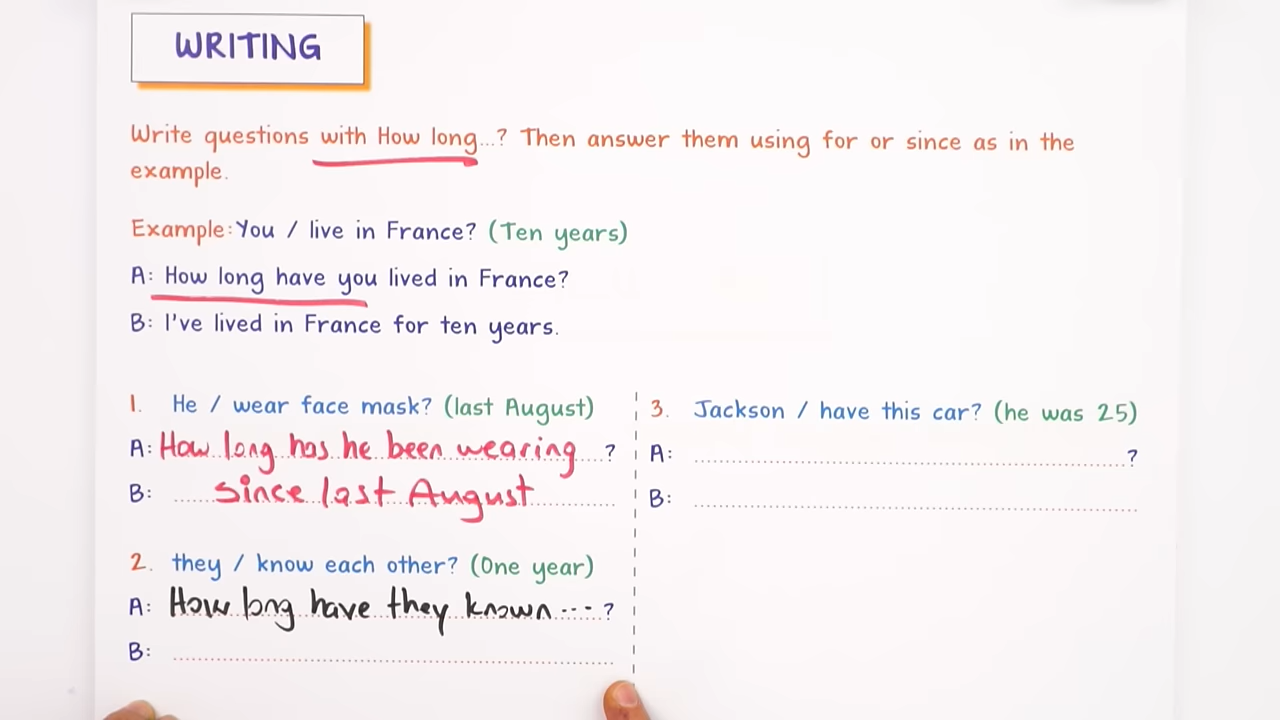 WRITING
Write questions with How long...? Then answer them using for or since as in the
example.
Example: You / live in France? (Ten years)
A: How long have you lived in France?
B: I've lived in France for ten years.
1. He / wear face mask? (last August)
A: How long has he been wearing ?
B: since last August
2. they / know each other? (One year)
A: How long have they known ... ?
B:
3. Jackson / have this car? (he was 25)
A: ?
B: